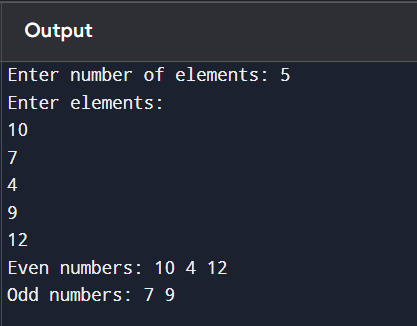 Output
Enter number of elements: 5
Enter elements:
10
7
4
9
12
Even numbers: 10 4 12
Odd numbers: 7 9